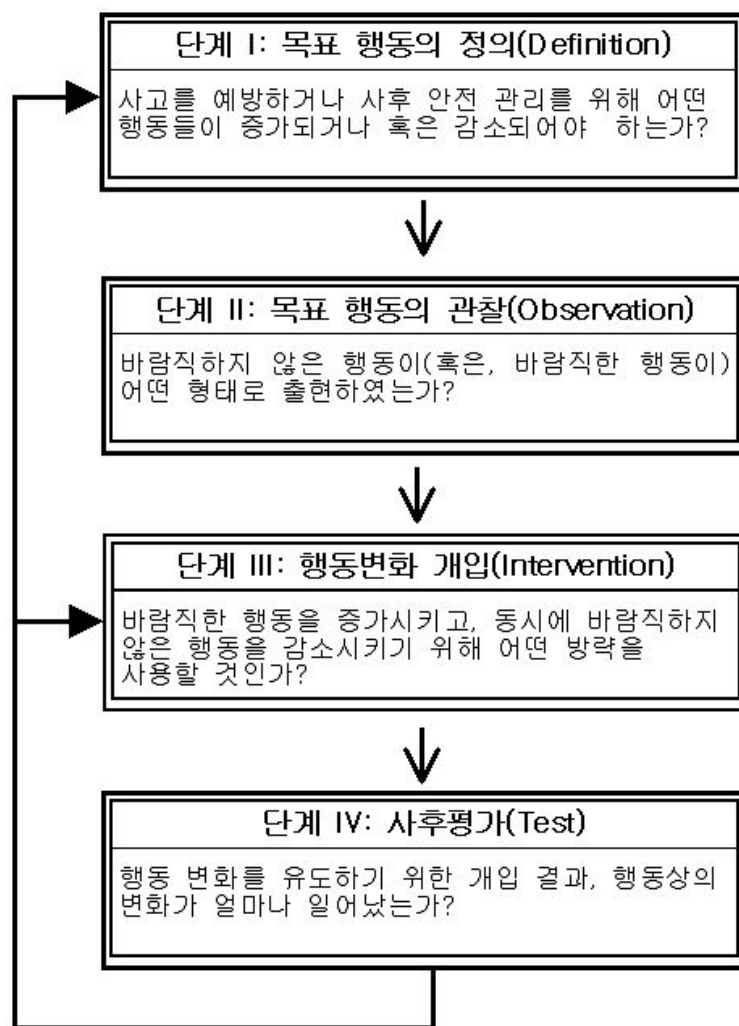 단계 I: 목표 행동의 정의(Definition)
사고를 예방하거나 사후 안전 관리를 위해 어떤
행동들이 증가되거나 혹은 감소되어야 하는가?
단계 II: 목표 행동의 관찰(Observation)
바람직하지 않은 행동이(혹은, 바람직한 행동이)
어떤 형태로 출현하였는가?
단계 III: 행동변화 개입(Intervention)
바람직한 행동을 증가시키고, 동시에 바람직하지
않은 행동을 감소시키기 위해 어떤 방략을
사용할 것인가?
단계 IV: 사후평가(Test)
행동 변화를 유도하기 위한 개입 결과, 행동상의
변화가 얼마나 일어났는가?